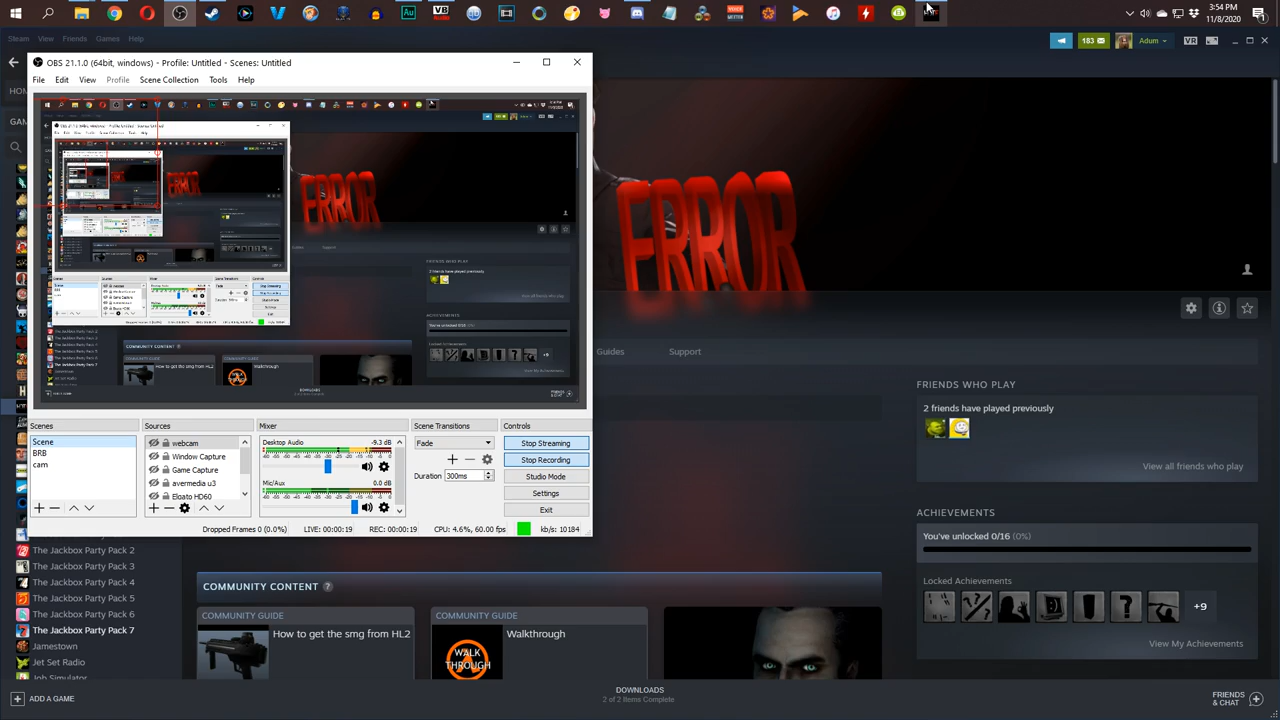 3:54 PM
11/8/2020
1
Steam View Friends Games Help
183 Adum VR
OBS 21.1.0 (64bit, windows) - Profile: Untitled - Scenes: Untitled
File Edit View Profile Scene Collection Tools Help
ERROR
ERROR
Guides Support
FRIENDS WHO PLAY
2 friends have played previously
View all friends who play
ACHIEVEMENTS
You've unlocked 0/16 (0%)
Locked Achievements
+9
View My Achievements
Scenes
Scene
BRB
cam
Sources
webcam
Window Capture
Game Capture
avermedia u3
Elgato HD60
Mixer
Desktop Audio -9.3 dB
Mic/Aux 0.0 dB
Scene Transitions
Fade
Duration 300ms
Controls
Stop Streaming
Stop Recording
Studio Mode
Settings
Exit
Dropped Frames 0 (0.0%) LIVE: 00:00:19 REC: 00:00:19 CPU: 4.6%, 60.00 fps kb/s: 10184
The Jackbox Party Pack 2
The Jackbox Party Pack 3
The Jackbox Party Pack 4
The Jackbox Party Pack 5
The Jackbox Party Pack 6
The Jackbox Party Pack 7
Jamestown
Jet Set Radio
Job Simulator
COMMUNITY CONTENT ?
COMMUNITY GUIDE
How to get the smg from HL2
COMMUNITY GUIDE
Walkthrough
WALK
THROUGH
ADD A GAME
DOWNLOADS
2 of 2 Items Complete
FRIENDS
& CHAT